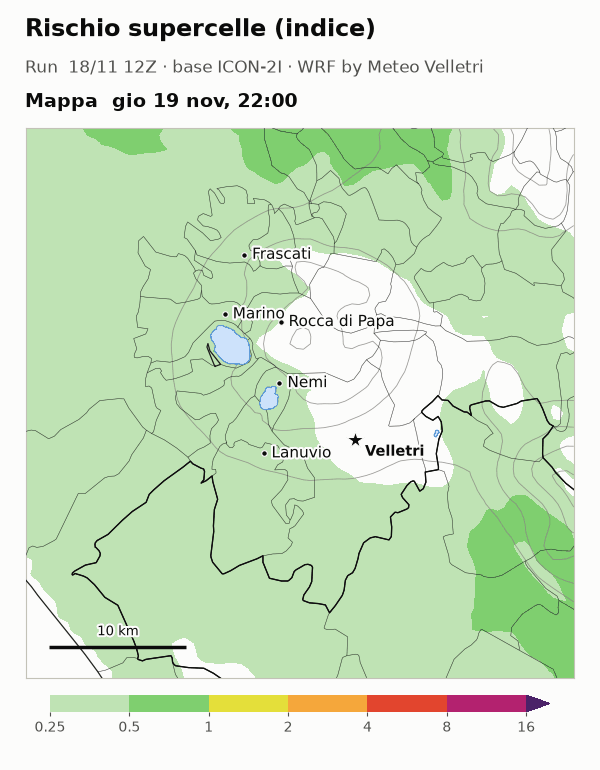 Rischio supercelle (indice)
Run  18/11 12Z · base ICON-2I · WRF by Meteo Velletri
Mappa  gio 19 nov, 22:00
Frascati
Marino
Rocca di Papa
Nemi
Velletri
Lanuvio
10 km
0.25 0.5 1 2 4 8 16